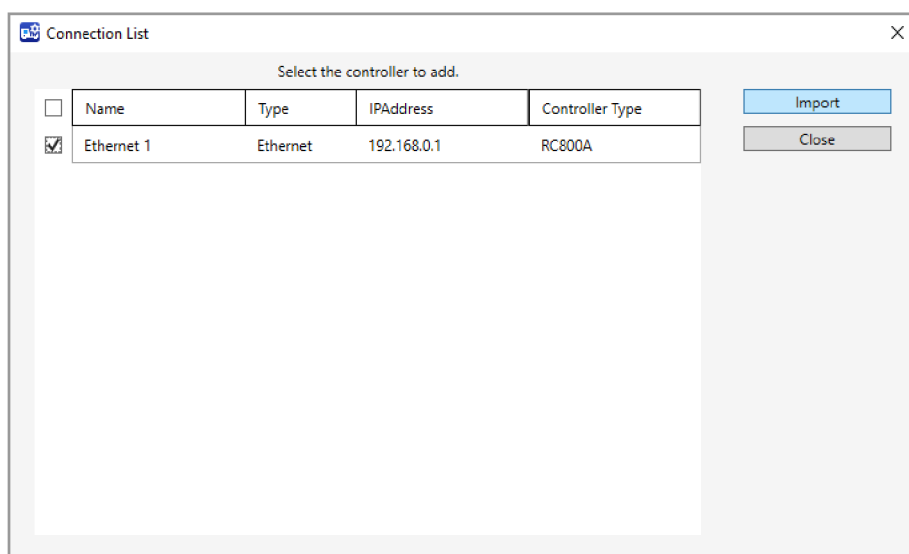 Connection List
Select the controller to add.
Name Type IPAddress Controller Type
Ethernet 1 Ethernet 192.168.0.1 RC800A
Import
Close